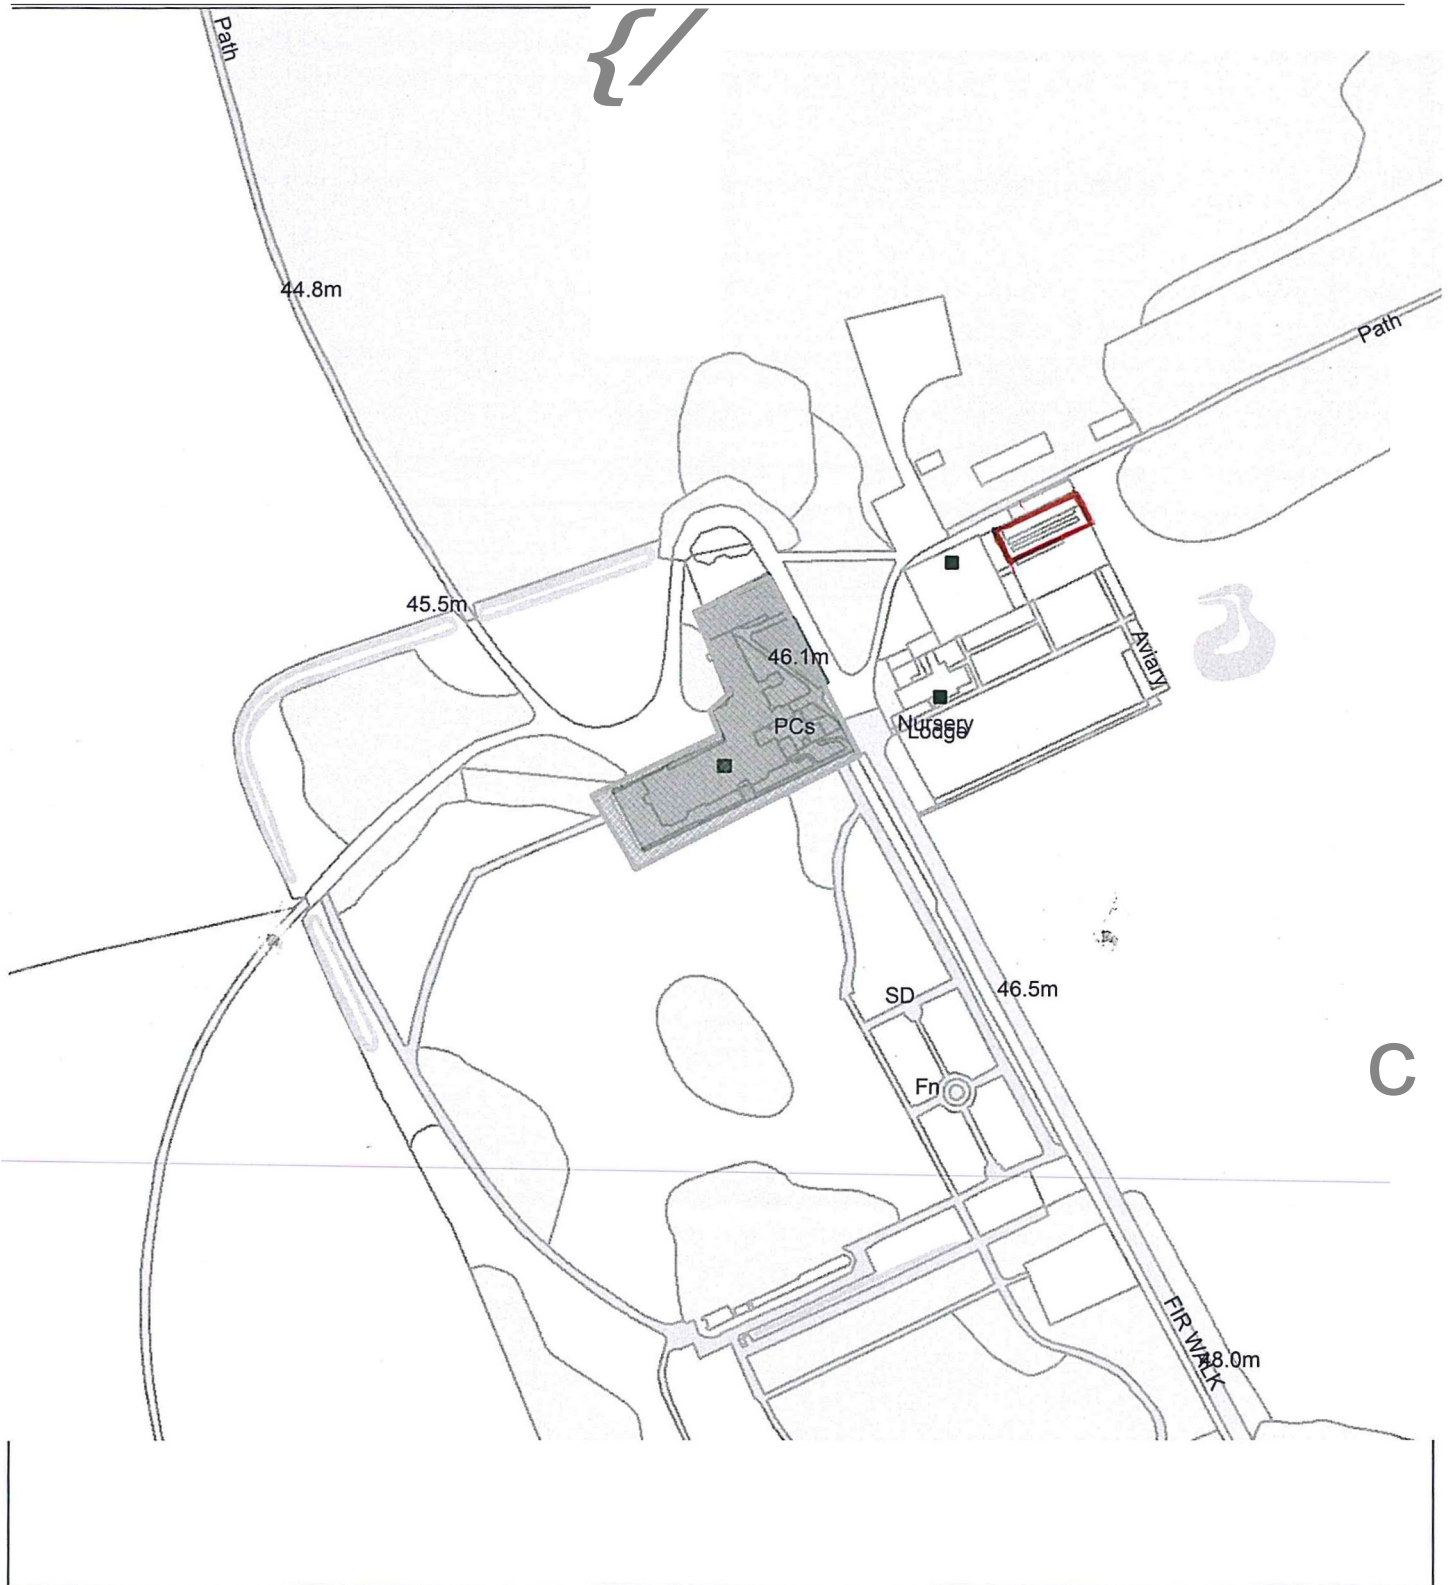 {/
Path
44.8m
Path
45.5m
46.1m
Aviary
PCs
Nursery
Lodge
SD
46.5m
C
Fn
FIR WALK
48.0m